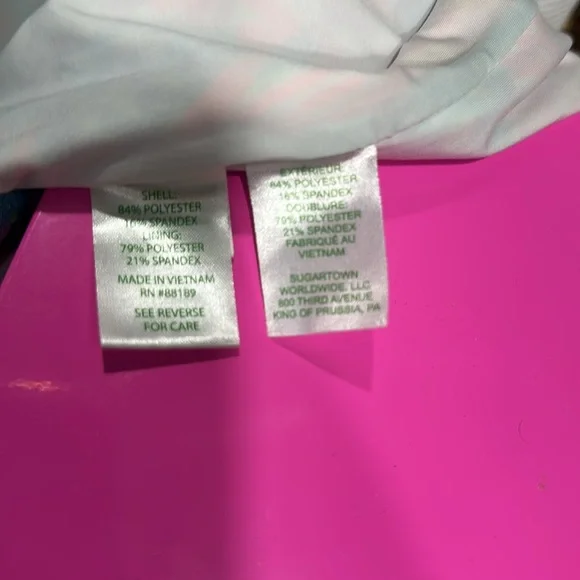 SHELL:
84% POLYESTER
16% SPANDEX
LINING:
79% POLYESTER
21% SPANDEX
MADE IN VIETNAM
RN #88189
SEE REVERSE
FOR CARE
EXTÉRIEUR:
84% POLYESTER
16% SPANDEX
COUBLURE:
79% POLYESTER
21% SPANDEX
FABRIQUÉ AU
VIETNAM
SUGARTOWN
WORLDWIDE, LLC
800 THIRD AVENUE
KING OF PRUSSIA, PA